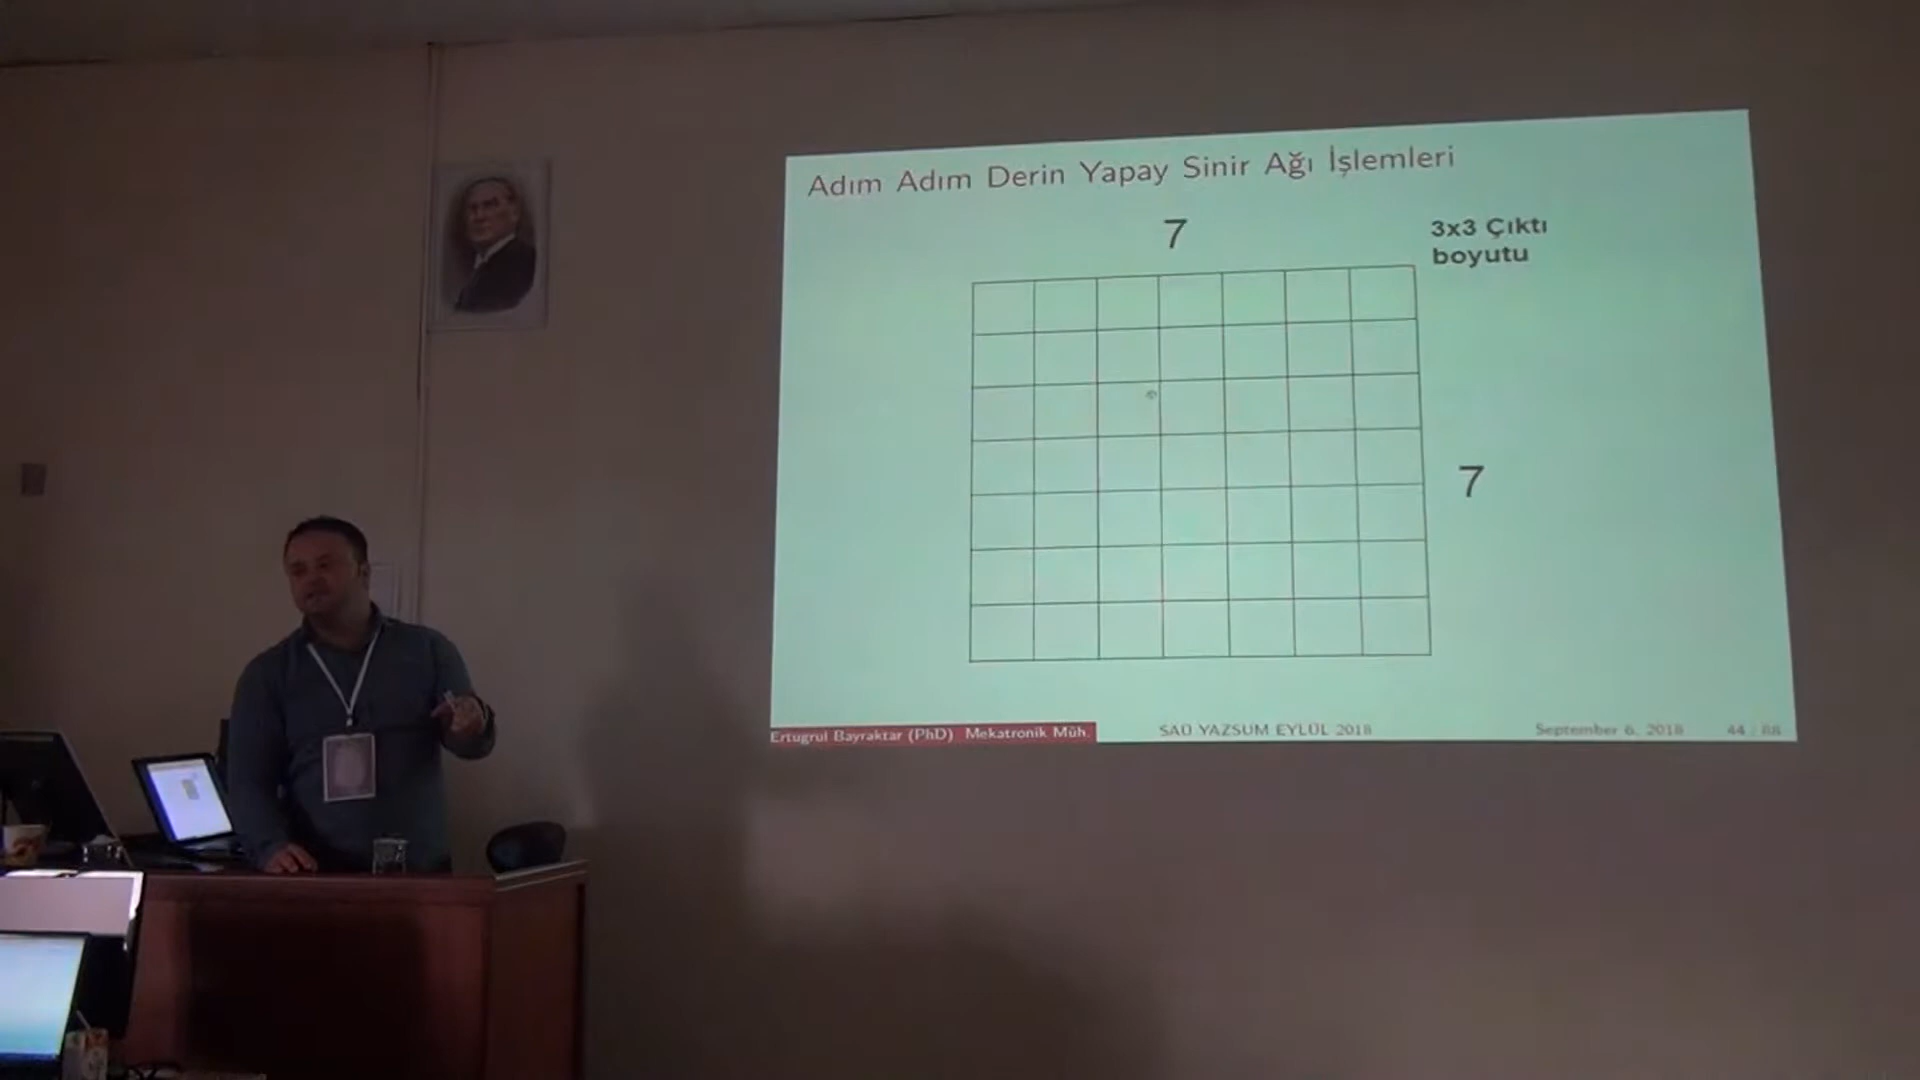 Adım Adım Derin Yapay Sinir Ağı İşlemleri
7
3x3 Çıktı
boyutu
7
Ertugrul Bayraktar (PhD) Mekatronik Müh.
SAÜ YAZSUM EYLÜL 2018
September 6, 2018
44 / 88